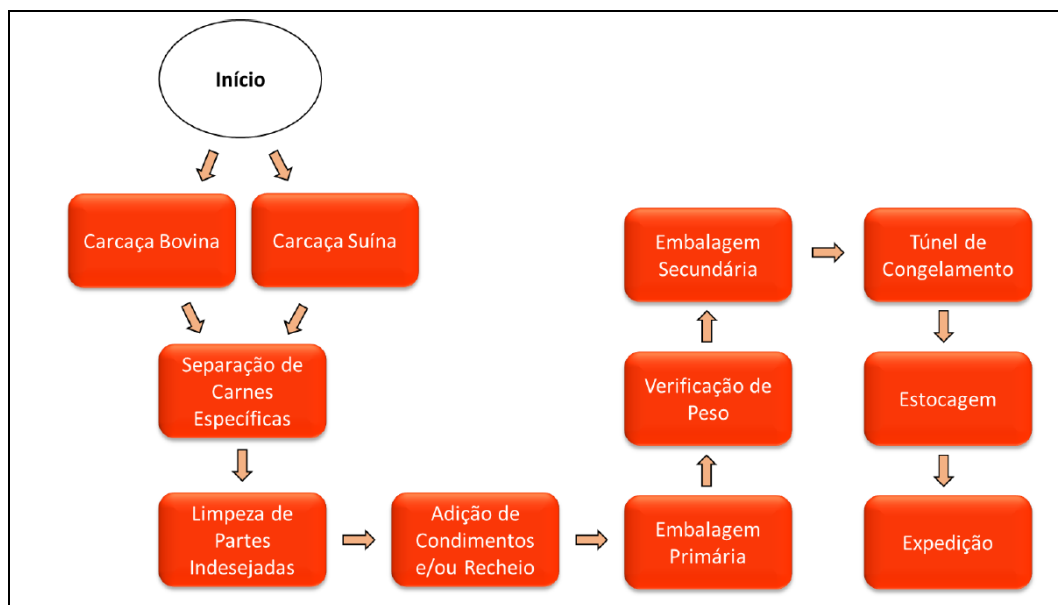 Início
Carcaça Bovina
Carcaça Suína
Separação de
Carnes
Específicas
Limpeza de
Partes
Indesejadas
Adição de
Condimentos
e/ou Recheio
Embalagem
Primária
Verificação de
Peso
Embalagem
Secundária
Túnel de
Congelamento
Estocagem
Expedição